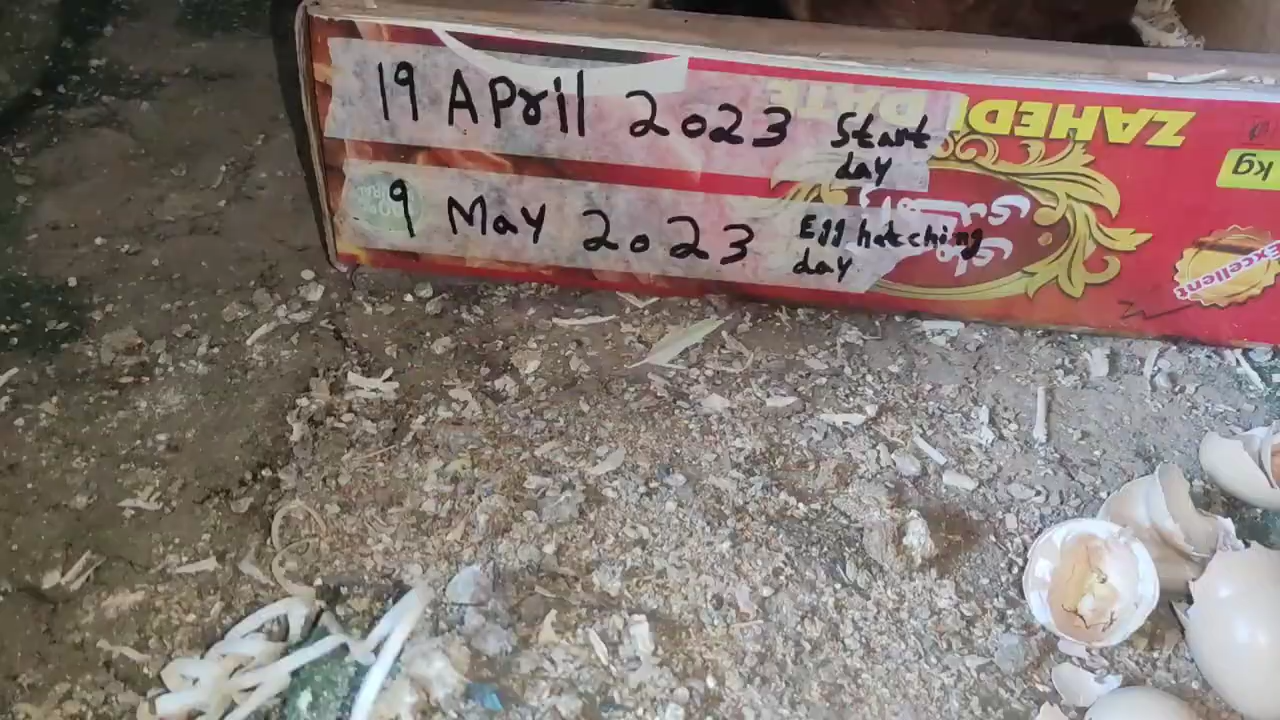 19 April 2023 Start day
9 May 2023 Egg hatching day
ZAHEDI DATE
kg
Excellent